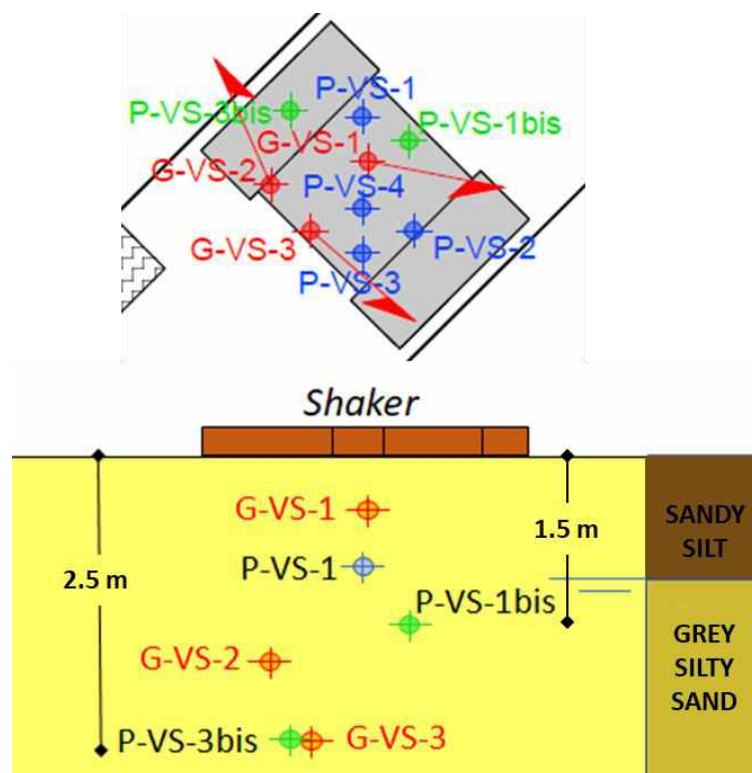 P-VS-1
P-VS-3bis
P-VS-1bis
G-VS-1
G-VS-2
P-VS-4
G-VS-3
P-VS-2
P-VS-3
Shaker
G-VS-1
1.5 m
SANDY
SILT
P-VS-1
2.5 m
P-VS-1bis
G-VS-2
GREY
SILTY
SAND
P-VS-3bis
G-VS-3